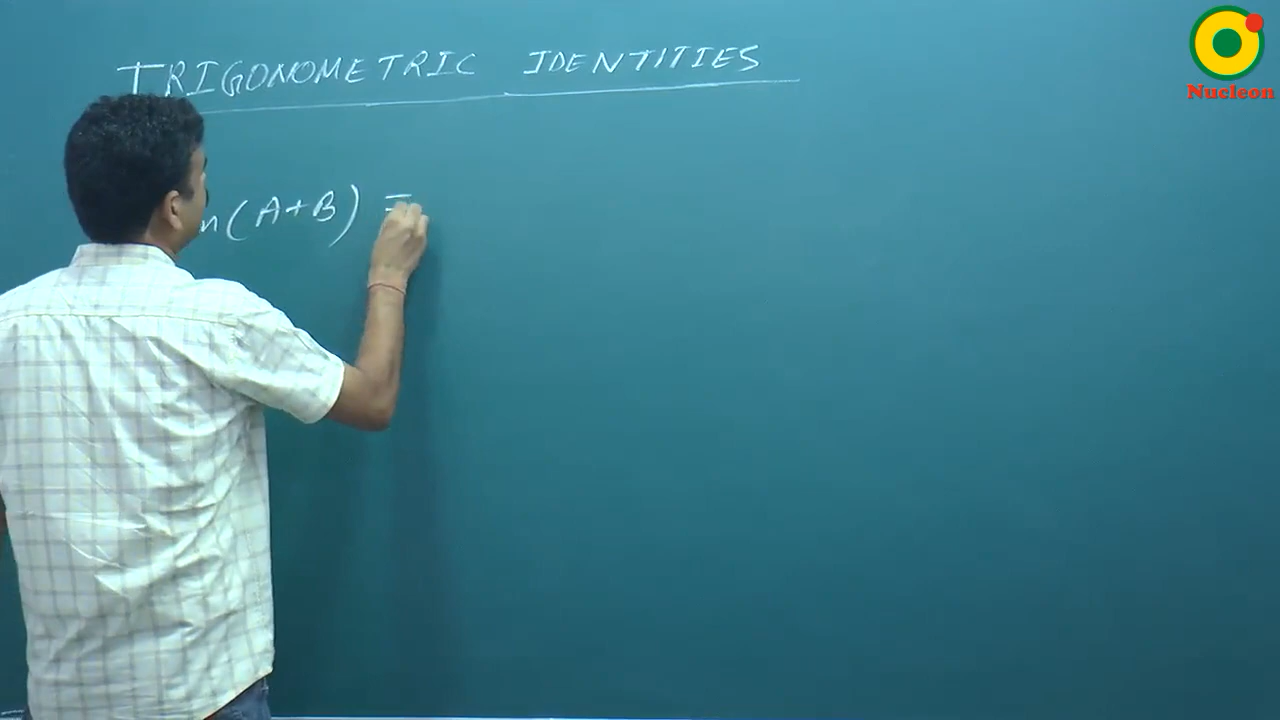 TRIGONOMETRIC IDENTITIES
(A+B) =
Nucleon